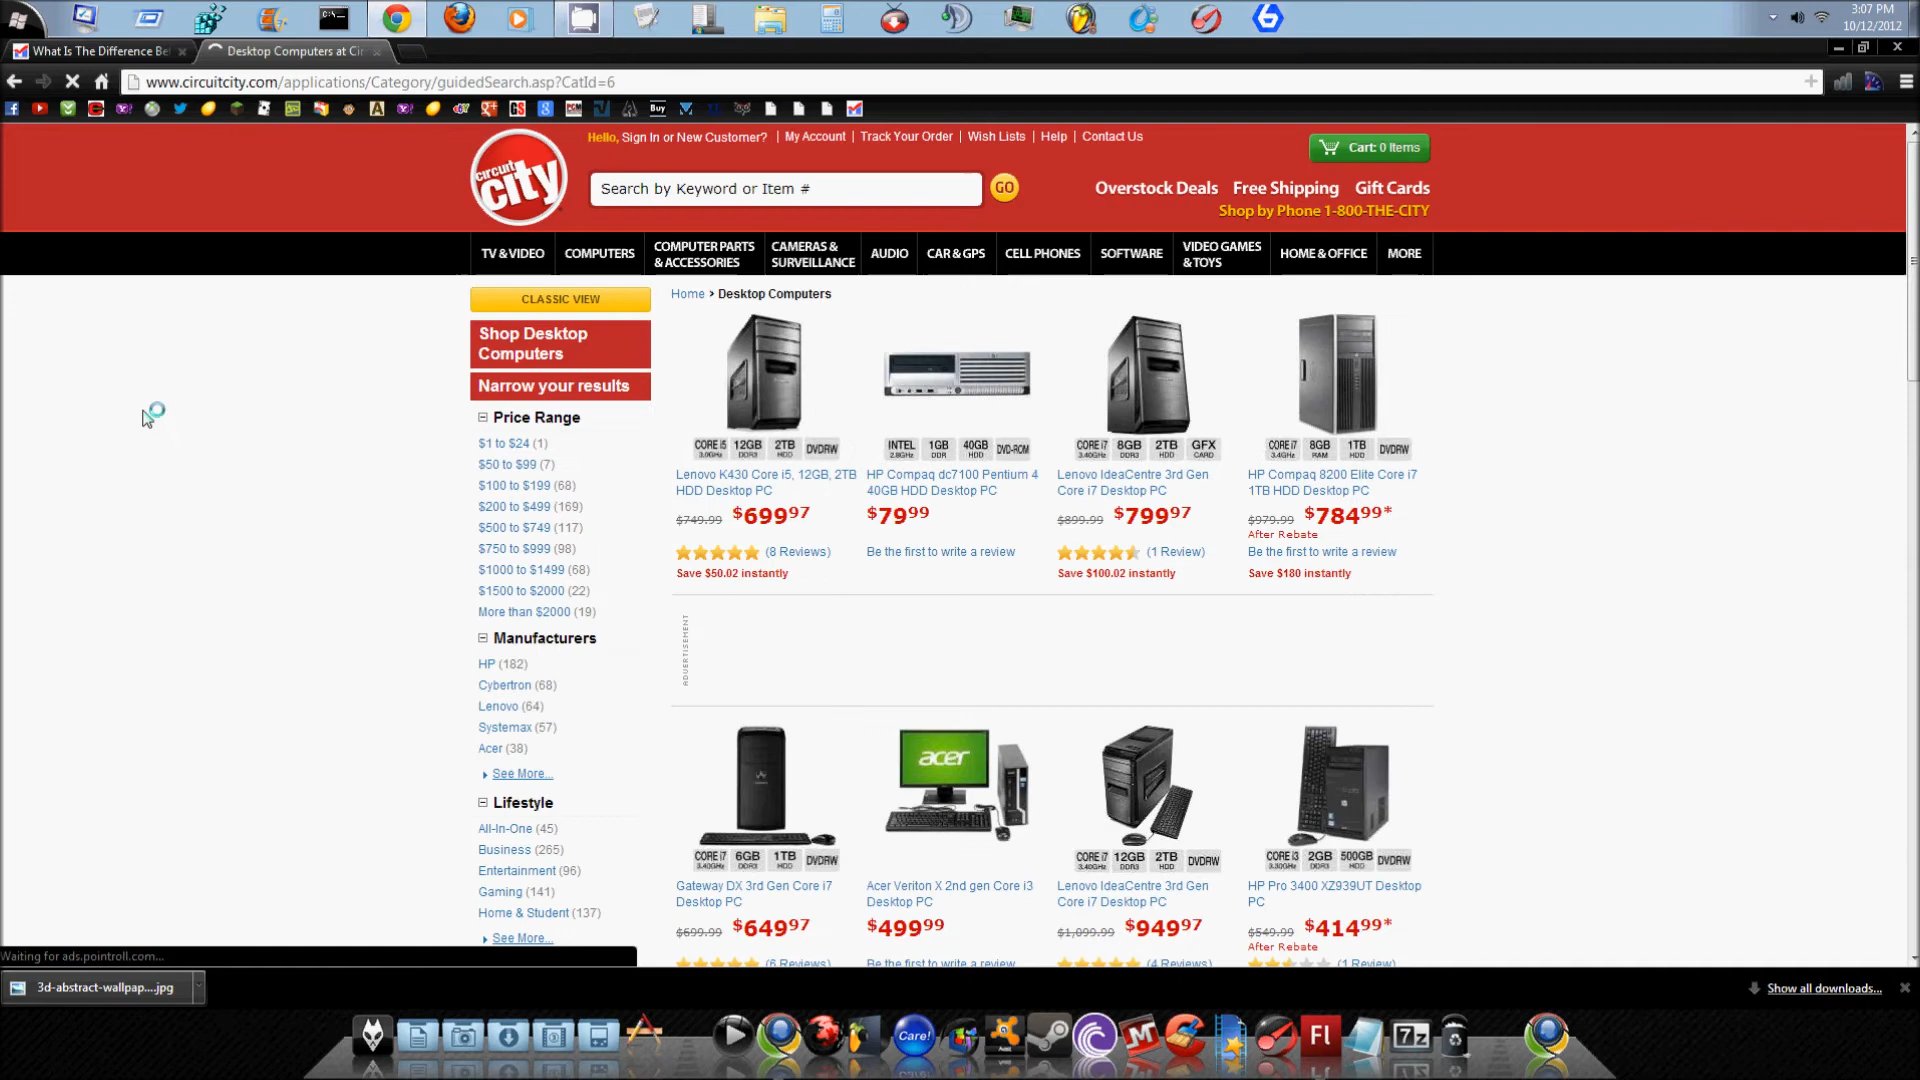 3:07 PM
10/12/2012
What Is The Difference Be
Desktop Computers at Cir
www.circuitcity.com/applications/Category/guidedSearch.asp?CatId=6
Buy
circuit city
Hello, Sign In or New Customer? | My Account | Track Your Order | Wish Lists | Help | Contact Us
Cart: 0 Items
Search by Keyword or Item #
GO
Overstock Deals Free Shipping Gift Cards
Shop by Phone 1-800-THE-CITY
TV & VIDEO
COMPUTERS
COMPUTER PARTS & ACCESSORIES
CAMERAS & SURVEILLANCE
AUDIO
CAR & GPS
CELL PHONES
SOFTWARE
VIDEO GAMES & TOYS
HOME & OFFICE
MORE
CLASSIC VIEW
Shop Desktop
Computers
Narrow your results
Price Range
$1 to $24 (1)
$50 to $99 (7)
$100 to $199 (68)
$200 to $499 (169)
$500 to $749 (117)
$750 to $999 (98)
$1000 to $1499 (68)
$1500 to $2000 (22)
More than $2000 (19)
Manufacturers
HP (182)
Cybertron (68)
Lenovo (64)
Systemax (57)
Acer (38)
See More...
Lifestyle
All-In-One (45)
Business (265)
Entertainment (96)
Gaming (141)
Home & Student (137)
See More...
Home › Desktop Computers
CORE i5 3.0GHz 12GB DDR3 2TB HDD DVDRW
Lenovo K430 Core i5, 12GB, 2TB
HDD Desktop PC
$749.99 $699.97
(8 Reviews)
Save $50.02 instantly
INTEL 2.8GHz 1GB DDR 40GB HDD DVD-ROM
HP Compaq dc7100 Pentium 4
40GB HDD Desktop PC
$79.99
Be the first to write a review
CORE i7 3.40GHz 8GB DDR3 2TB HDD GFX CARD
Lenovo IdeaCentre 3rd Gen
Core i7 Desktop PC
$899.99 $799.97
(1 Review)
Save $100.02 instantly
CORE i7 3.4GHz 8GB RAM 1TB HDD DVDRW
HP Compaq 8200 Elite Core i7
1TB HDD Desktop PC
$979.99 $784.99*
After Rebate
Be the first to write a review
Save $180 instantly
ADVERTISEMENT
CORE i7 3.40GHz 6GB DDR3 1TB HDD DVDRW
Gateway DX 3rd Gen Core i7
Desktop PC
$699.99 $649.97
(6 Reviews)
acer
Acer Veriton X 2nd gen Core i3
Desktop PC
$499.99
Be the first to write a review
CORE i7 3.40GHz 12GB DDR3 2TB HDD DVDRW
Lenovo IdeaCentre 3rd Gen
Core i7 Desktop PC
$1,099.99 $949.97
(4 Reviews)
CORE i3 3.30GHz 2GB DDR3 500GB HDD DVDRW
HP Pro 3400 XZ939UT Desktop
PC
$549.99 $414.99*
After Rebate
(1 Review)
Waiting for ads.pointroll.com...
3d-abstract-wallpap....jpg
Show all downloads...
Care!
Fl
7z